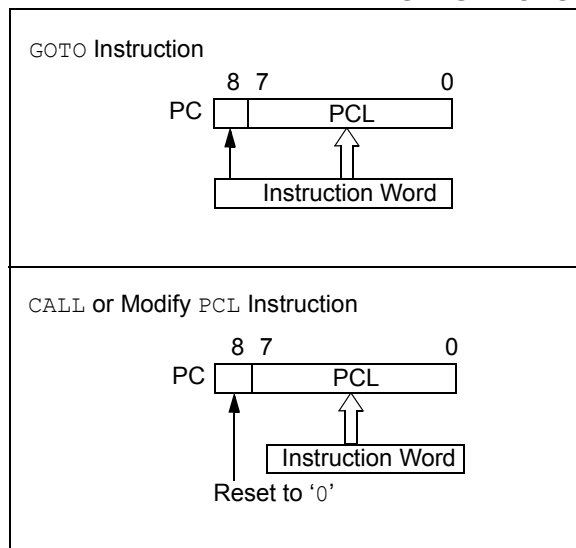 GOTO Instruction
8 7 0
PC PCL
Instruction Word
CALL or Modify PCL Instruction
8 7 0
PC PCL
Instruction Word
Reset to ‘0’